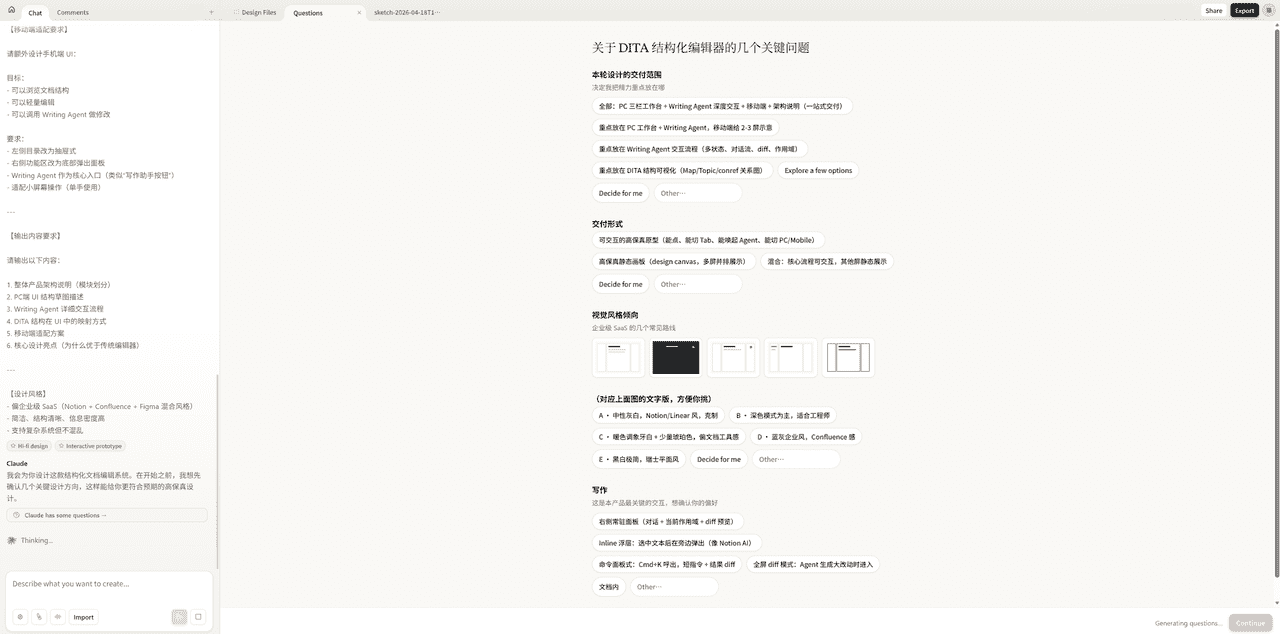 Chat
Comments
+
Design Files
Questions
×
sketch-2026-04-16T1…
Share
Export
【移动端适配要求】
请额外设计手机端 UI：
目标：
- 可以浏览文档结构
- 可以轻量编辑
- 可以调用 Writing Agent 做修改
要求：
- 左侧目录改为抽屉式
- 右侧功能区改为底部弹出面板
- Writing Agent 作为核心入口（类似“写作助手按钮”）
- 适配小屏幕操作（单手使用）
---
【输出内容要求】
请输出以下内容：
1. 整体产品架构说明（模块划分）
2. PC端 UI 结构草图描述
3. Writing Agent 详细交互流程
4. DITA 结构在 UI 中的映射方式
5. 移动端适配方案
6. 核心设计亮点（为什么优于传统编辑器）
---
【设计风格】
- 偏企业级 SaaS（Notion + Confluence + Figma 混合风格）
- 简洁、结构清晰、信息密度高
- 支持复杂系统但不混乱
Hi-fi design
Interactive prototype
Claude
我会为你设计这款结构化文档编辑系统。在开始之前，我想先
确认几个关键设计方向，这样能给你更符合预期的高保真设
计。
Claude has some questions →
Thinking...
Describe what you want to create...
Import
关于 DITA 结构化编辑器的几个关键问题
本轮设计的交付范围
决定我把精力重点放在哪
全部：PC 三栏工作台 + Writing Agent 深度交互 + 移动端 + 架构说明（一站式交付）
重点放在 PC 工作台 + Writing Agent，移动端给 2-3 屏示意
重点放在 Writing Agent 交互流程（多状态、对话流、diff、作用域）
重点放在 DITA 结构可视化（Map/Topic/conref 关系图）
Explore a few options
Decide for me
Other…
交付形式
可交互的高保真原型（能点、能切 Tab、能唤起 Agent、能切 PC/Mobile）
高保真静态画板（design canvas，多屏并排展示）
混合：核心流程可交互，其他屏静态展示
Decide for me
Other…
视觉风格倾向
企业级 SaaS 的几个常见路线
（对应上面图的文字版，方便你挑）
A · 中性灰白，Notion/Linear 风，克制
B · 深色模式为主，适合工程师
C · 暖色调象牙白 + 少量琥珀色，偏文档工具感
D · 蓝灰企业风，Confluence 感
E · 黑白极简，瑞士平面风
Decide for me
Other…
写作
这是本产品最关键的交互，想确认你的偏好
右侧常驻面板（对话 + 当前作用域 + diff 预览）
Inline 浮层：选中文本后在旁边弹出（像 Notion AI）
命令面板式：Cmd+K 呼出，短指令 + 结果 diff
全屏 diff 模式：Agent 生成大改动时进入
文档内
Other…
Generating questions...
Continue